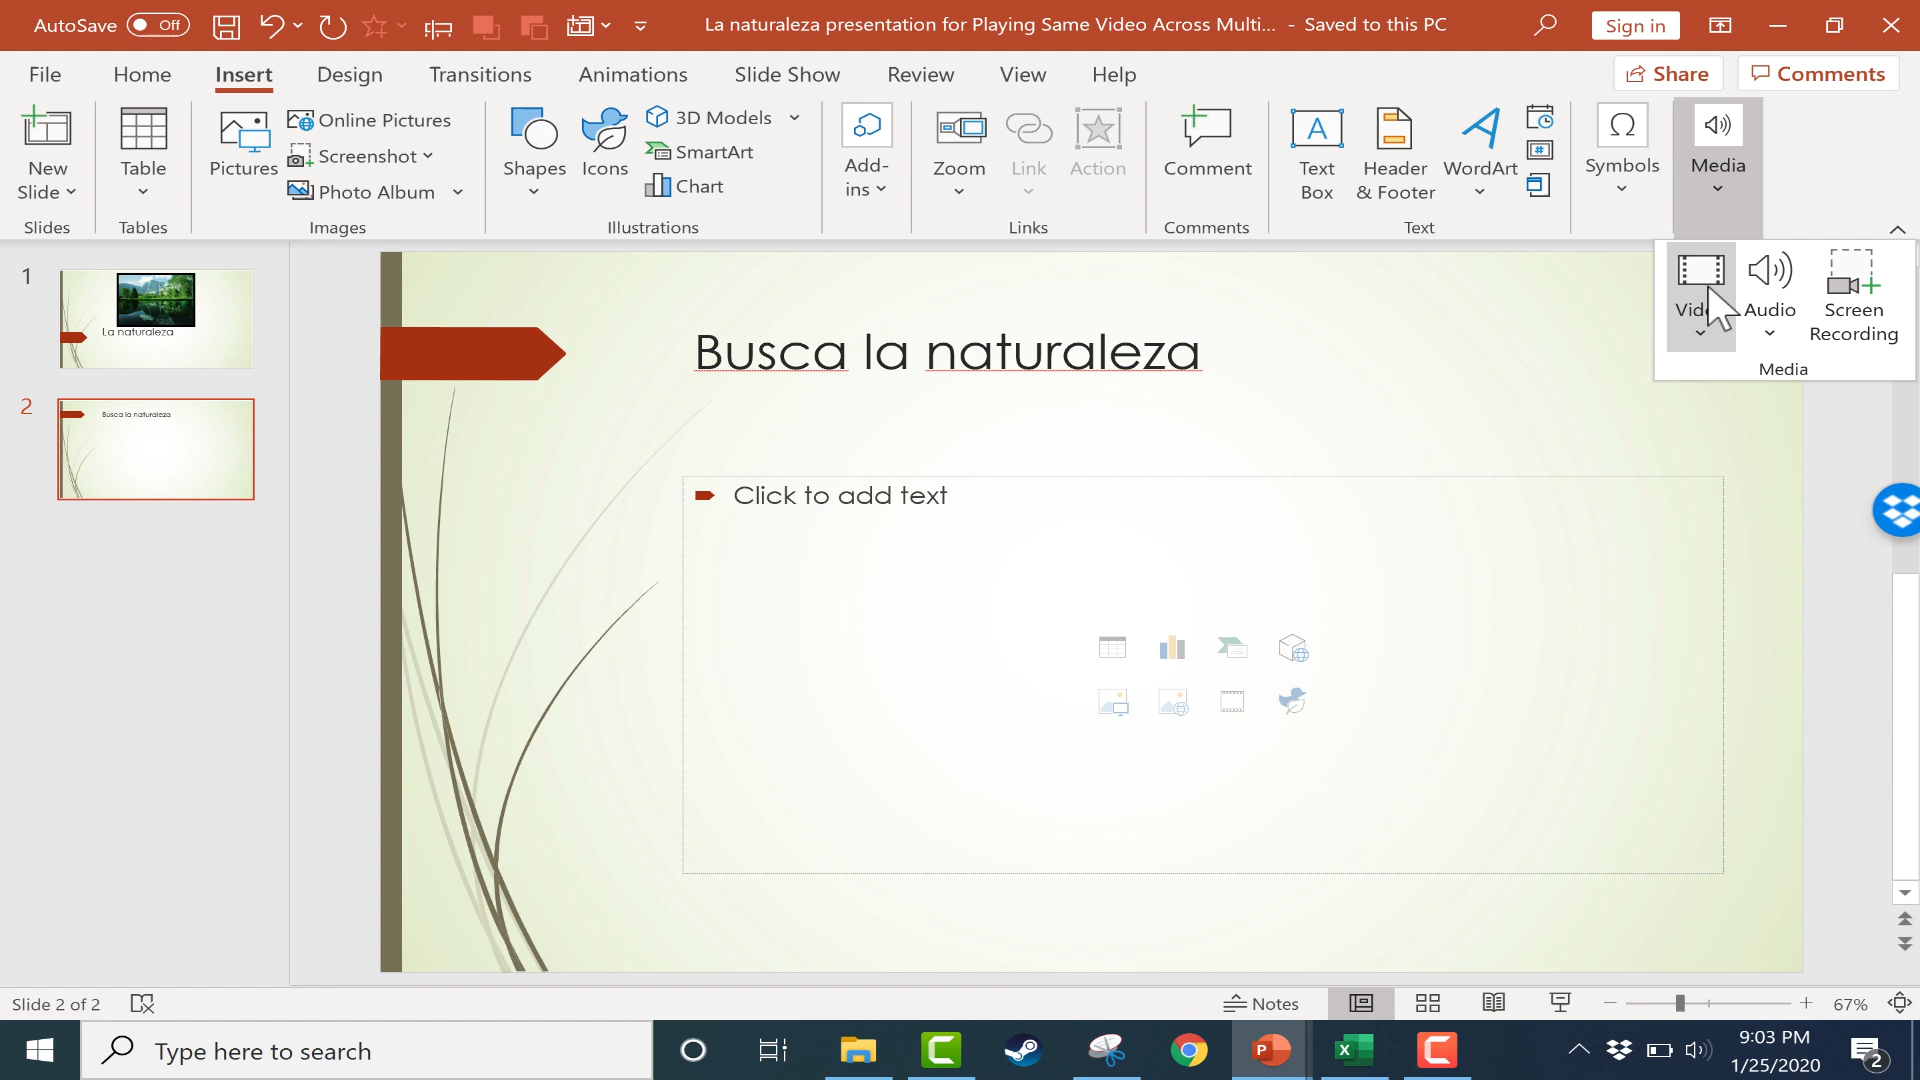 AutoSave Off
La naturaleza presentation for Playing Same Video Across Multi... - Saved to this PC
Sign in
File Home Insert Design Transitions Animations Slide Show Review View Help
Share Comments
New Slide
Slides
Table
Tables
Pictures
Online Pictures
Screenshot
Photo Album
Images
Shapes
Icons
3D Models
SmartArt
Chart
Illustrations
Add-
ins
Zoom
Link
Action
Links
Comment
Comments
Text
Box
Header
& Footer
WordArt
Text
Symbols
Media
Audio
Screen
Recording
Media
1
La naturaleza
2
Busca la naturaleza
Busca la naturaleza
Click to add text
Slide 2 of 2
Notes
67%
Type here to search
9:03 PM
1/25/2020
2